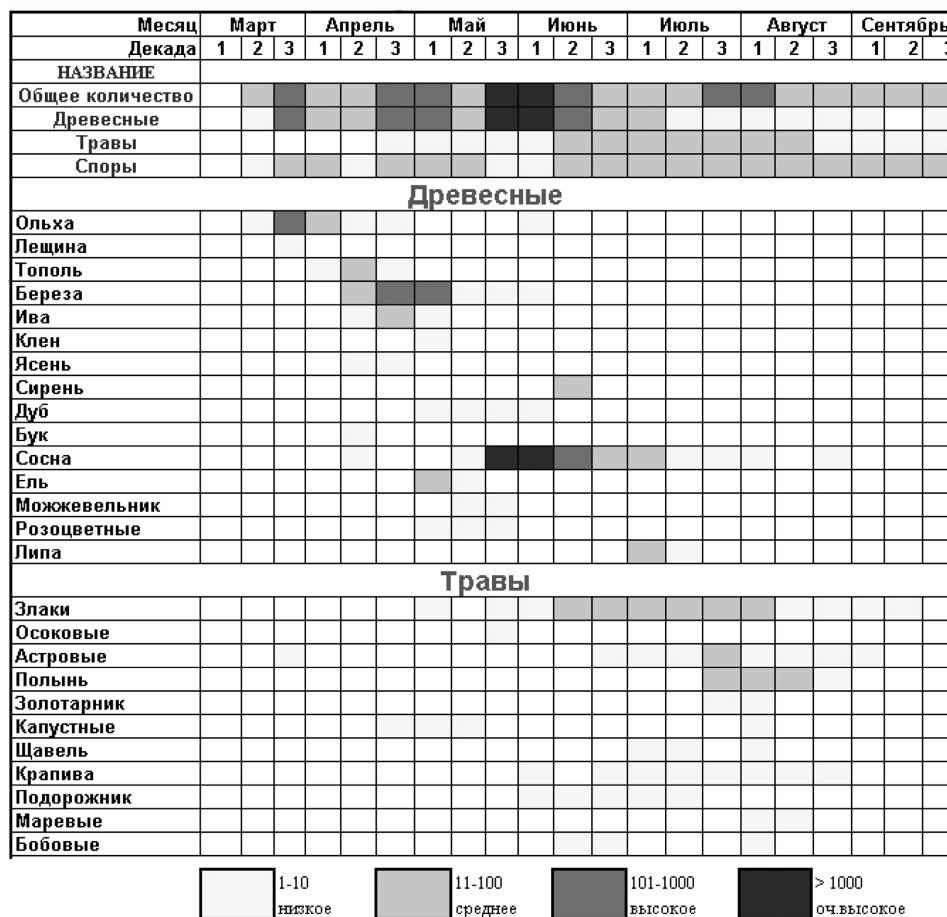 Месяц Март Апрель Май Июнь Июль Август Сентябрь
Декада 1 2 3 1 2 3 1 2 3 1 2 3 1 2 3 1 2 3 1 2 3
НАЗВАНИЕ
Общее количество
Древесные
Травы
Споры
Древесные
Ольха
Лещина
Тополь
Береза
Ива
Клен
Ясень
Сирень
Дуб
Бук
Сосна
Ель
Можжевельник
Розоцветные
Липа
Травы
Злаки
Осоковые
Астровые
Полынь
Золотарник
Капустные
Щавель
Крапива
Подорожник
Маревые
Бобовые
1-10 11-100 101-1000 > 1000
низкое среднее высокое оч.высокое